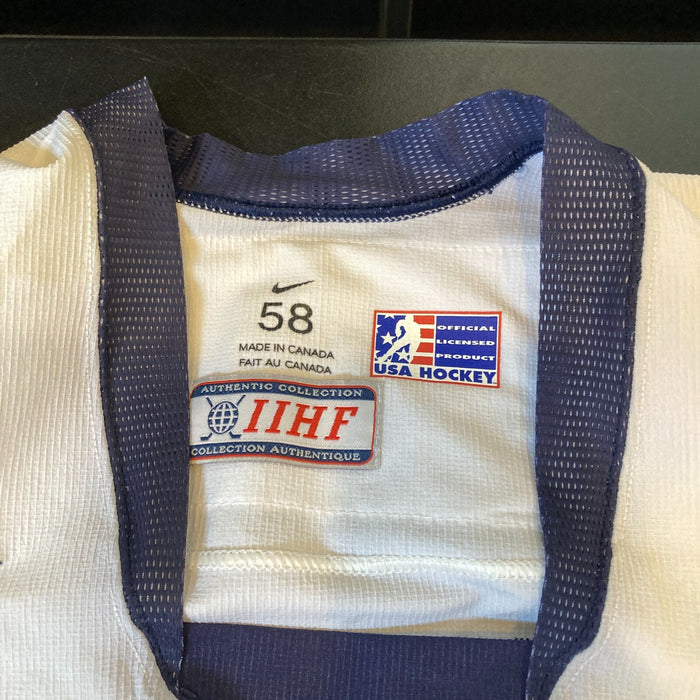 58
MADE IN CANADA
FAIT AU CANADA
OFFICIAL
LICENSED
PRODUCT
USA HOCKEY
AUTHENTIC COLLECTION
IIHF
COLLECTION AUTHENTIQUE